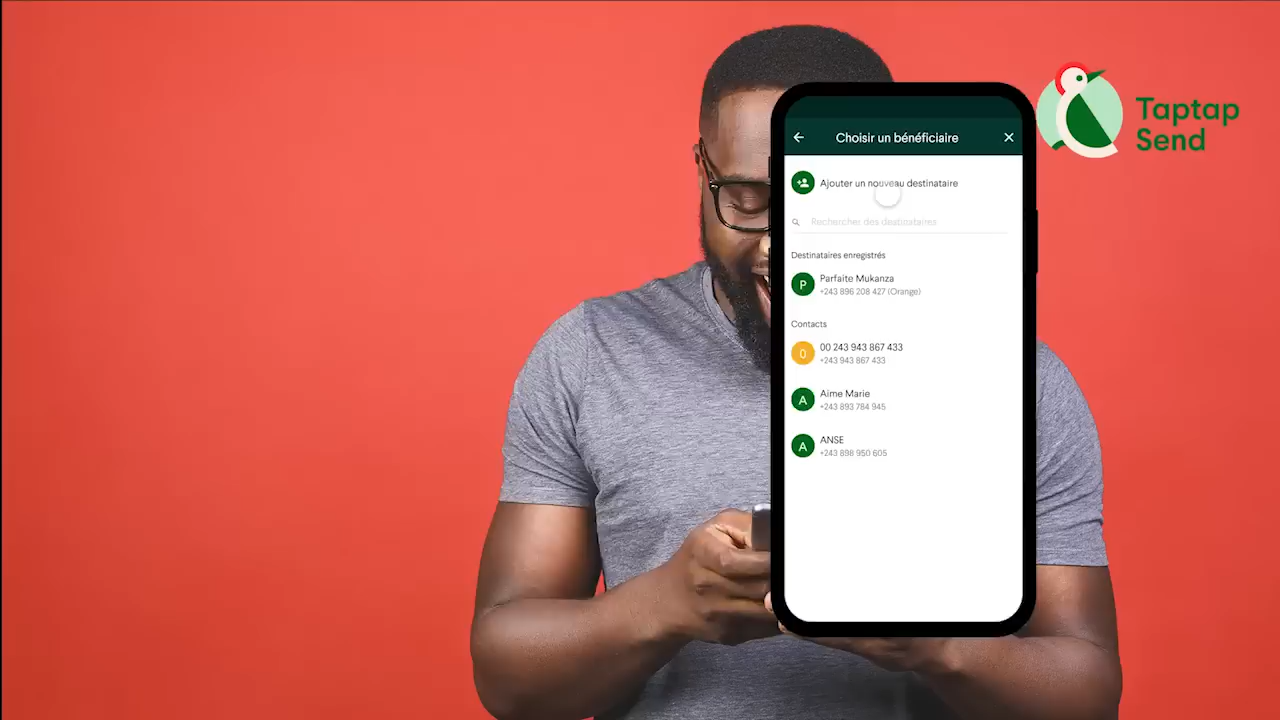 Taptap
Send
Choisir un bénéficiaire
Ajouter un nouveau destinataire
Rechercher des destinataires
Destinataires enregistrés
P
Parfaite Mukanza
+243 896 208 427 (Orange)
Contacts
0
00 243 943 867 433
+243 943 867 433
A
Aime Marie
+243 893 784 945
A
ANSE
+243 898 950 605